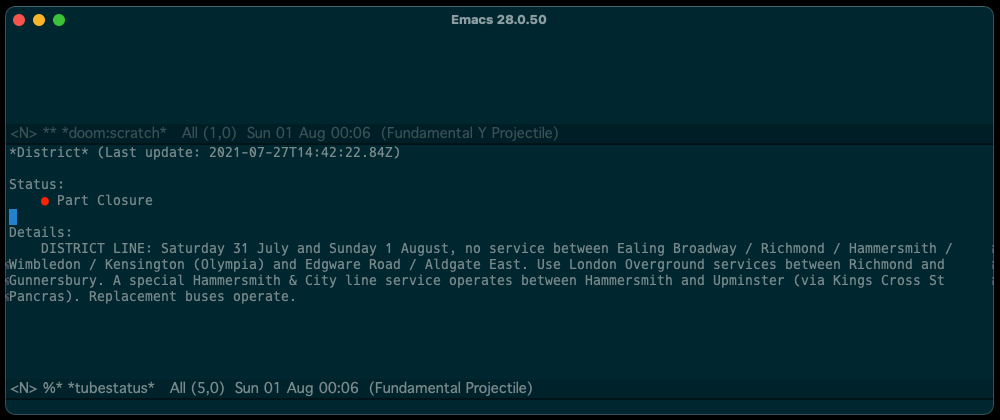 Emacs 28.0.50
<N> ** *doom:scratch*   All (1,0)  Sun 01 Aug 00:06  (Fundamental Y Projectile)
*District* (Last update: 2021-07-27T14:42:22.84Z)
Status:
Part Closure
Details:
DISTRICT LINE: Saturday 31 July and Sunday 1 August, no service between Ealing Broadway / Richmond / Hammersmith /
Wimbledon / Kensington (Olympia) and Edgware Road / Aldgate East. Use London Overground services between Richmond and
Gunnersbury. A special Hammersmith & City line service operates between Hammersmith and Upminster (via Kings Cross St
Pancras). Replacement buses operate.
<N> %* *tubestatus*   All (5,0)  Sun 01 Aug 00:06  (Fundamental Projectile)